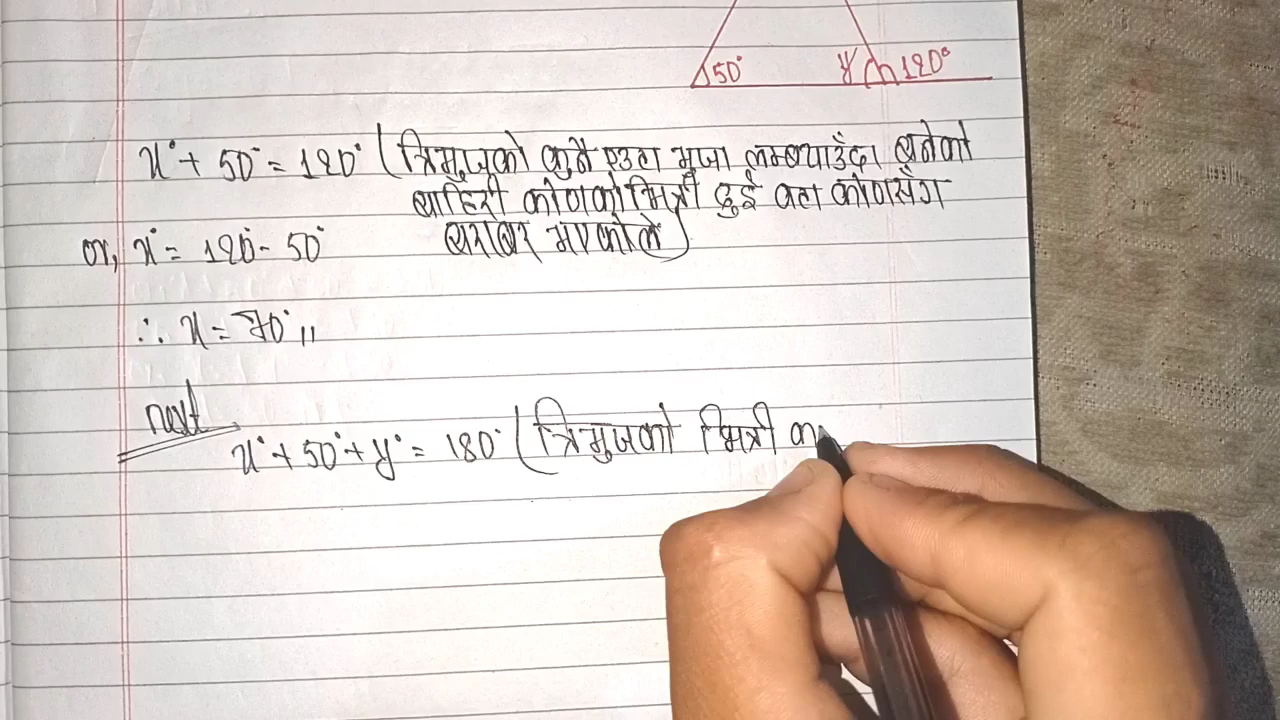 50° y 120°
x° + 50° = 120° (त्रिभुजको कुनै एउटा भुजा लम्ब्याउँदा बनेको
बाहिरी कोणको भित्री दुई वटा कोणसँग
बराबर भएकोले)
or, x° = 120° - 50°
∴ x = 70° ,,
next
x° + 50° + y° = 180° (त्रिभुजको भित्री क